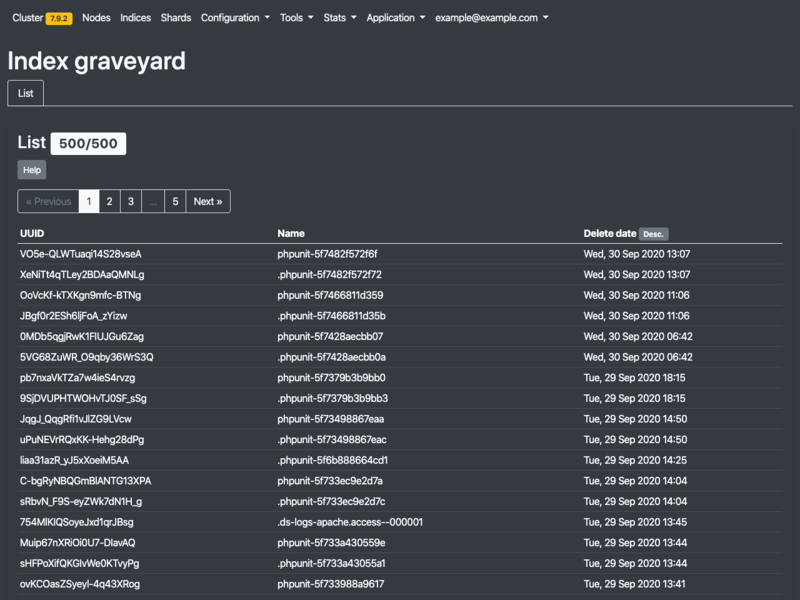 Cluster 7.9.2 Nodes Indices Shards Configuration Tools Stats Application example@example.com
Index graveyard
List
List 500/500
Help
« Previous 1 2 3 ... 5 Next »
UUID Name Delete date Desc.
VO5e-QLWTuaqi14S28vseA phpunit-5f7482f572f6f Wed, 30 Sep 2020 13:07
XeNiTt4qTLey2BDAaQMNLg .phpunit-5f7482f572f72 Wed, 30 Sep 2020 13:07
OoVcKf-kTXKgn9mfc-BTNg phpunit-5f7466811d359 Wed, 30 Sep 2020 11:06
JBgf0r2ESh6ljFoA_zYizw .phpunit-5f7466811d35b Wed, 30 Sep 2020 11:06
0MDb5qgjRwK1FIUJGu6Zag phpunit-5f7428aecbb07 Wed, 30 Sep 2020 06:42
5VG68ZuWR_O9qby36WrS3Q .phpunit-5f7428aecbb0a Wed, 30 Sep 2020 06:42
pb7nxaVkTZa7w4ieS4rvzg phpunit-5f7379b3b9bb0 Tue, 29 Sep 2020 18:15
9SjDVUPHTWOHvTJ0SF_sSg .phpunit-5f7379b3b9bb3 Tue, 29 Sep 2020 18:15
JqgJ_QqgRfi1vJlZG9LVcw phpunit-5f73498867eaa Tue, 29 Sep 2020 14:50
uPuNEVrRQxKK-Hehg28dPg .phpunit-5f73498867eac Tue, 29 Sep 2020 14:50
liaa31azR_yJ5xXoeiM5AA .phpunit-5f6b888664cd1 Tue, 29 Sep 2020 14:25
C-bgRyNBQGmBlANTG13XPA phpunit-5f733ec9e2d7a Tue, 29 Sep 2020 14:04
sRbvN_F9S-eyZWk7dN1H_g .phpunit-5f733ec9e2d7c Tue, 29 Sep 2020 14:04
754MlKlQSoyeJxd1qrJBsg .ds-logs-apache.access--000001 Tue, 29 Sep 2020 13:45
Muip67nXRiOi0U7-DIavAQ phpunit-5f733a430559e Tue, 29 Sep 2020 13:44
sHFPoXifQKGlvWe0KTvyPg .phpunit-5f733a43055a1 Tue, 29 Sep 2020 13:44
ovKCOasZSyeyl-4q43XRog phpunit-5f733988a9617 Tue, 29 Sep 2020 13:41